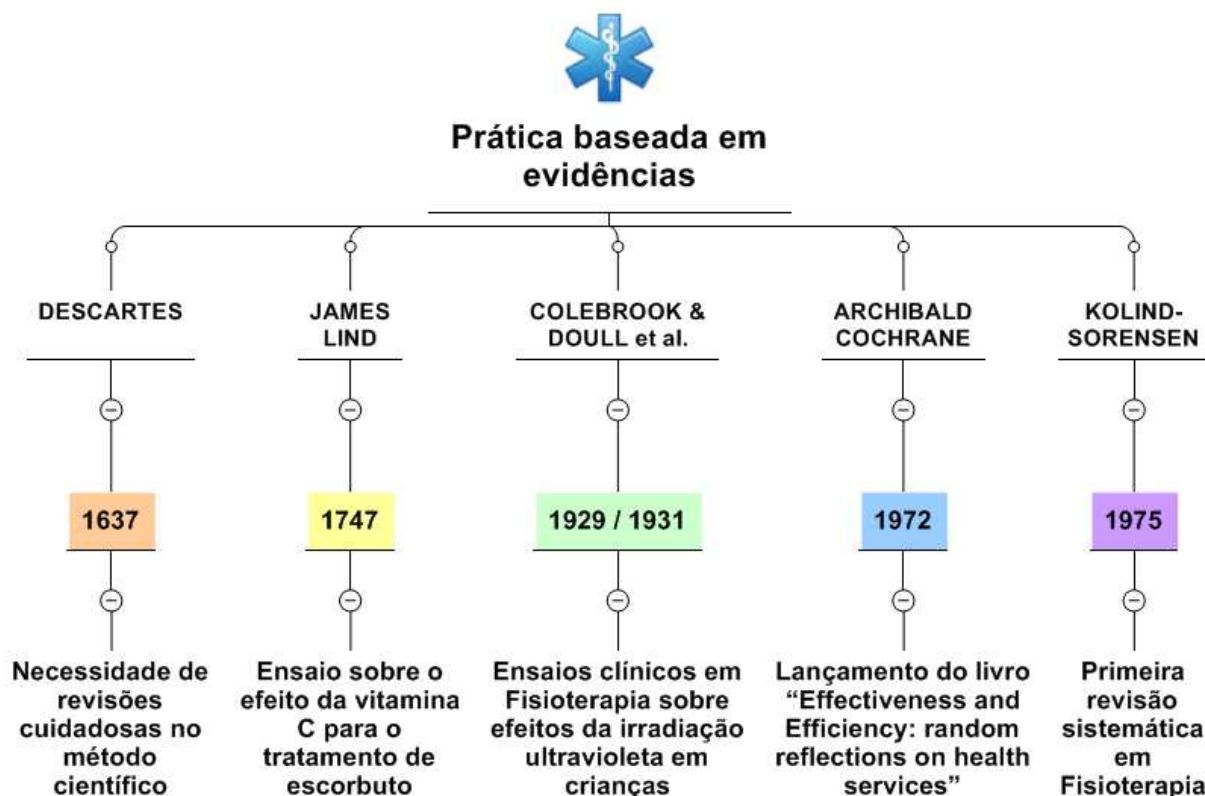 Prática baseada em
evidências
DESCARTES
JAMES
LIND
COLEBROOK &
DOULL et al.
ARCHIBALD
COCHRANE
KOLIND-
SORENSEN
1637
1747
1929 / 1931
1972
1975
Necessidade de
revisões
cuidadosas no
método
científico
Ensaio sobre o
efeito da vitamina
C para o
tratamento de
escorbuto
Ensaios clínicos em
Fisioterapia sobre
efeitos da irradiação
ultravioleta em
crianças
Lançamento do livro
“Effectiveness and
Efficiency: random
reflections on health
services”
Primeira
revisão
sistemática
em
Fisioterapia